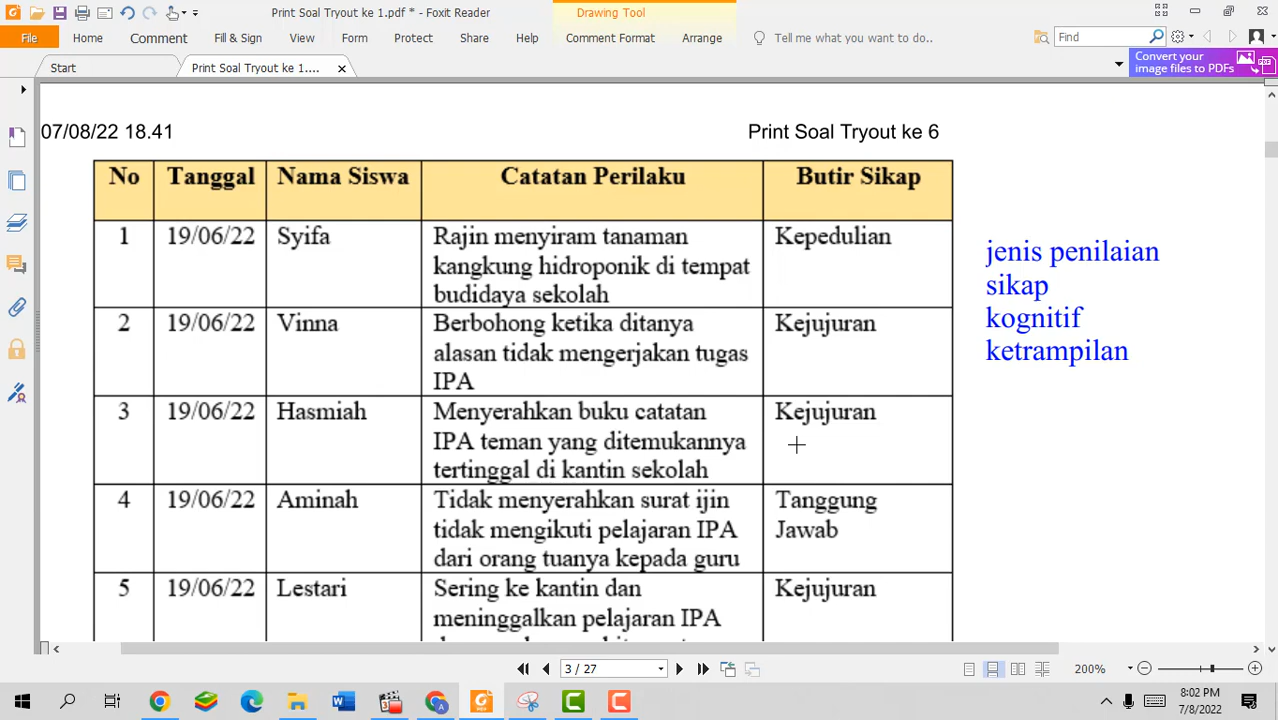 Print Soal Tryout ke 1.pdf * - Foxit Reader
Drawing Tool
File
Home
Comment
Fill & Sign
View
Form
Protect
Share
Help
Comment Format
Arrange
Tell me what you want to do..
Find
Start
Print Soal Tryout ke 1....
Convert your
image files to PDFs
07/08/22 18.41
Print Soal Tryout ke 6
No
Tanggal
Nama Siswa
Catatan Perilaku
Butir Sikap
1
19/06/22
Syifa
Rajin menyiram tanaman
kangkung hidroponik di tempat
budidaya sekolah
Kepedulian
2
19/06/22
Vinna
Berbohong ketika ditanya
alasan tidak mengerjakan tugas
IPA
Kejujuran
3
19/06/22
Hasmiah
Menyerahkan buku catatan
IPA teman yang ditemukannya
tertinggal di kantin sekolah
Kejujuran
4
19/06/22
Aminah
Tidak menyerahkan surat ijin
tidak mengikuti pelajaran IPA
dari orang tuanya kepada guru
Tanggung
Jawab
5
19/06/22
Lestari
Sering ke kantin dan
meninggalkan pelajaran IPA
Kejujuran
jenis penilaian
sikap
kognitif
ketrampilan
3 / 27
200%
8:02 PM
7/8/2022